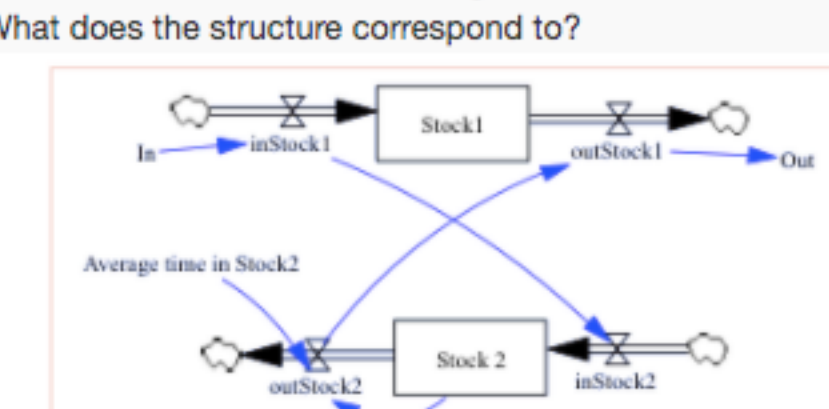 What does the structure correspond to?
Stock1
In
inStock1
outStock1
Out
Average time in Stock2
Stock 2
outStock2
inStock2